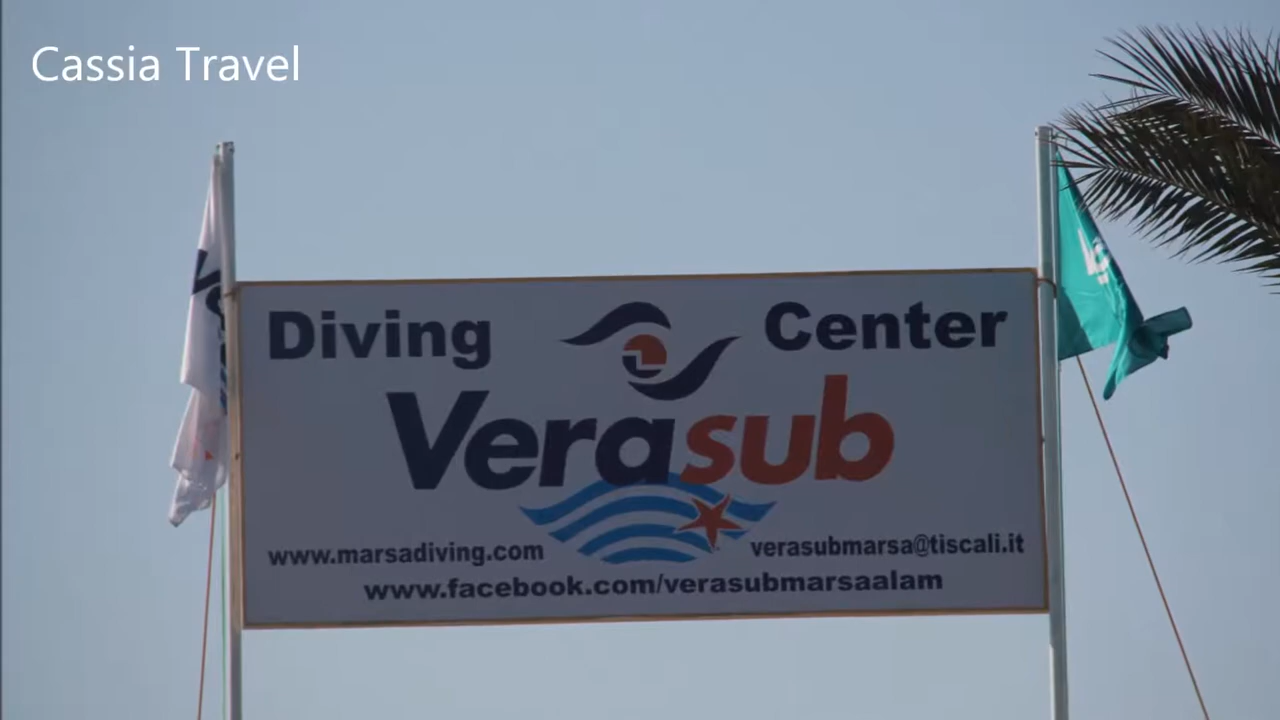 Cassia Travel
Diving Center
Verasub
www.marsadiving.com
verasubmarsa@tiscali.it
www.facebook.com/verasubmarsaalam